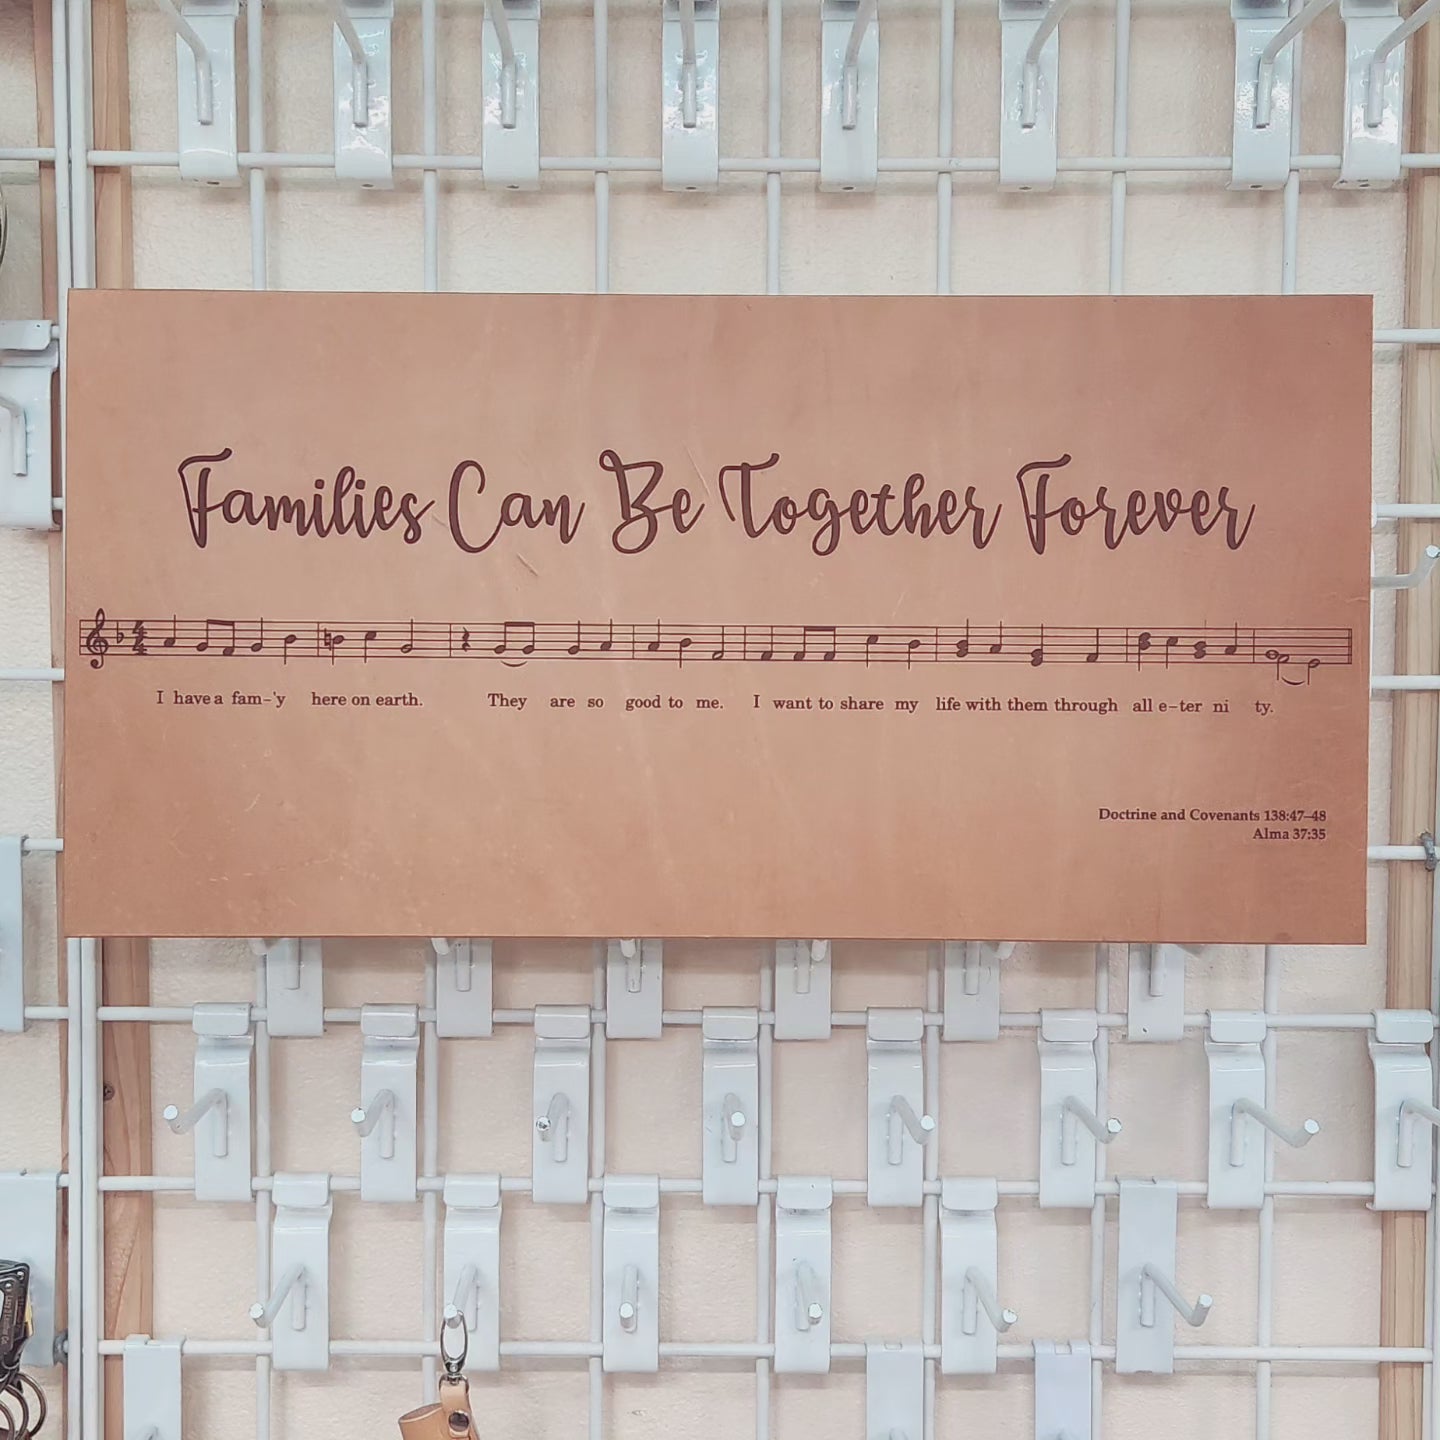 Families Can Be Together Forever
I have a fam-'y here on earth. They are so good to me. I want to share my life with them through all e-ter ni ty.
Doctrine and Covenants 138:47–48
Alma 37:35